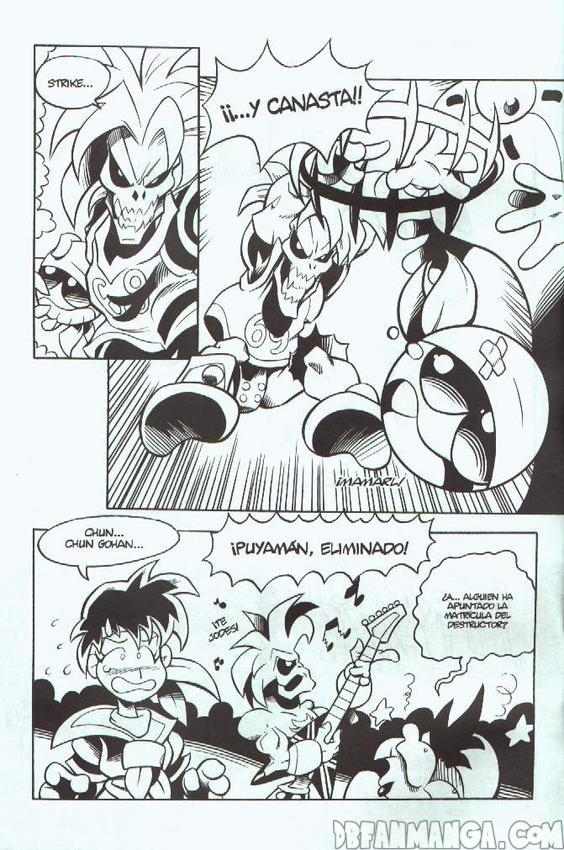 STRIKE...
¡¡...Y CANASTA!!
¡MAMARL!
CHUN...
CHUN GOHAN...
¡PUYAMÁN, ELIMINADO!
¡TE
JODES!
¿A... ALGUIEN HA
APUNTADO LA
MATRÍCULA DEL
DESTRUCTOR?
DBFANMANGA.COM